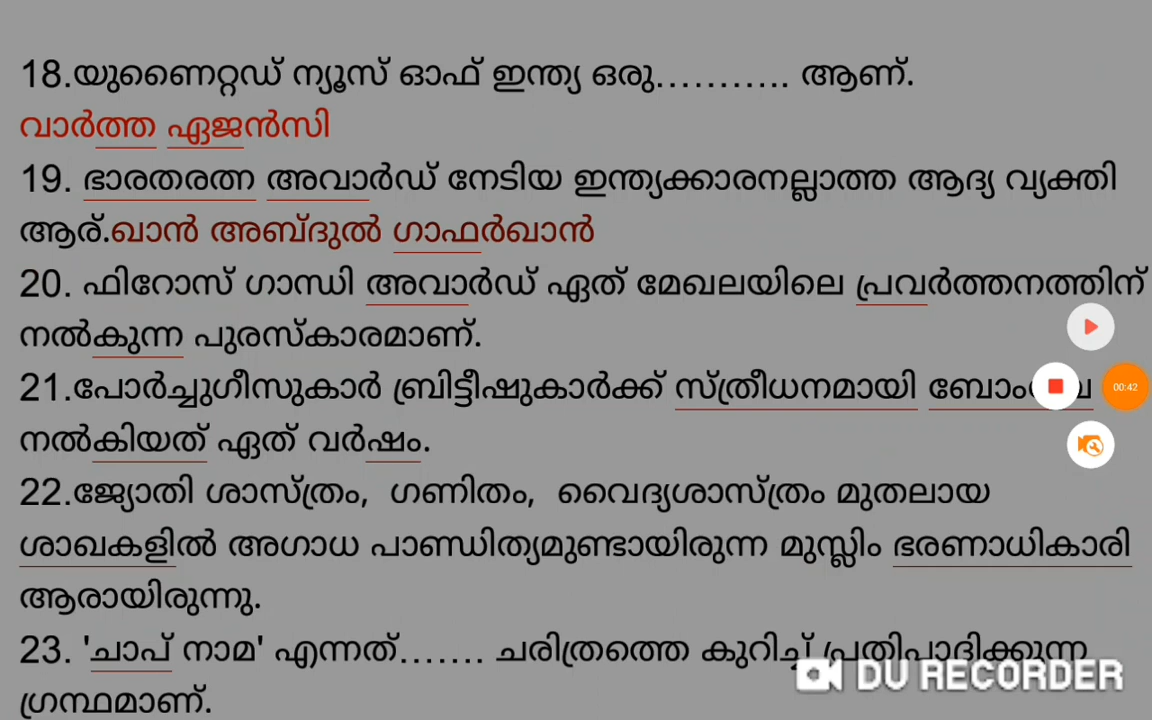 18.യുണൈറ്റഡ് ന്യൂസ് ഓഫ് ഇന്ത്യ ഒരു……….. ആണ്.
വാർത്ത ഏജൻസി
19. ഭാരതരത്ന അവാർഡ് നേടിയ ഇന്ത്യക്കാരനല്ലാത്ത ആദ്യ വ്യക്തി
ആര്.ഖാൻ അബ്ദുൽ ഗാഫർഖാൻ
20. ഫിറോസ് ഗാന്ധി അവാർഡ് ഏത് മേഖലയിലെ പ്രവർത്തനത്തിന്
നൽകുന്ന പുരസ്കാരമാണ്.
21.പോർച്ചുഗീസുകാർ ബ്രിട്ടീഷുകാർക്ക് സ്ത്രീധനമായി
00:42
നൽകിയത് ഏത് വർഷം.
22.ജ്യോതി ശാസ്ത്രം, ഗണിതം, വൈദ്യശാസ്ത്രം മുതലായ
ശാഖകളിൽ അഗാധ പാണ്ഡിത്യമുണ്ടായിരുന്ന മുസ്ലിം ഭരണാധികാരി
ആരായിരുന്നു.
23. 'ചാപ് നാമ' എന്നത്……. ചരിത്രത്തെ കുറിച്ച് പ്രതിപാദിക്കുന്ന
ഗ്രന്ഥമാണ്.
DU RECORDER